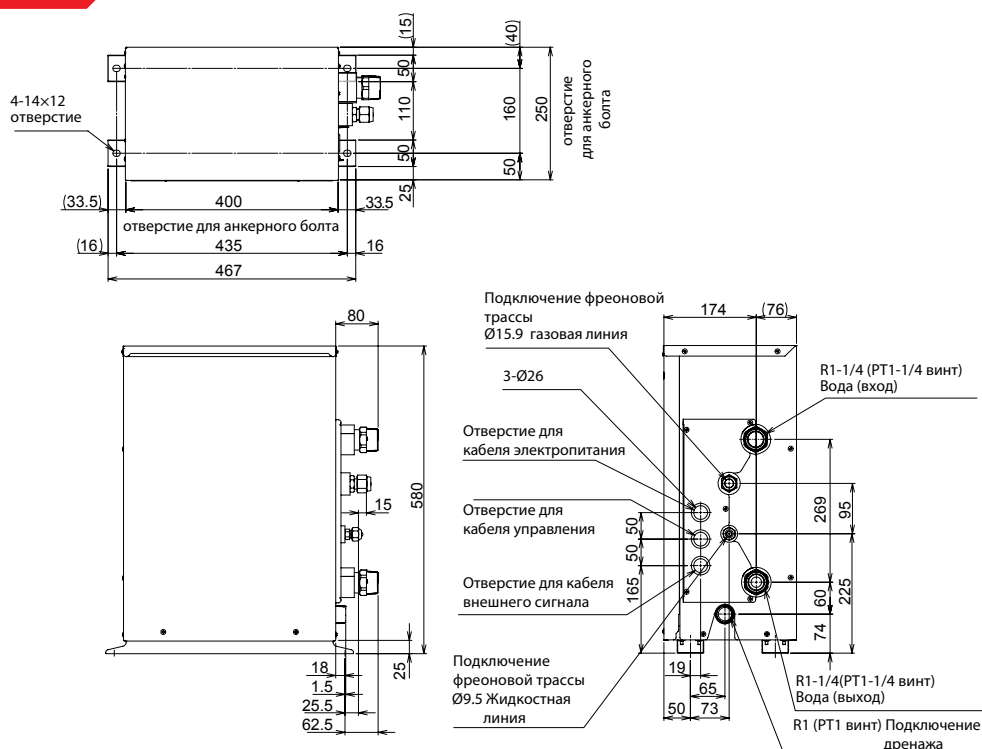 (15)
(40)
50
110
50
25
160
50
250
отверстие
для анкерного
болта
4-14×12
отверстие
(33.5)
400
33.5
отверстие для анкерного болта
(16)
435
16
467
80
15
580
25
18
1.5
25.5
62.5
Подключение фреоновой
трассы
Ø15.9 газовая линия
3-Ø26
Отверстие для
кабеля электропитания
Отверстие для
кабеля управления
Отверстие для кабеля
внешнего сигнала
Подключение
фреоновой трассы
Ø9.5 Жидкостная
линия
174
(76)
R1-1/4 (PT1-1/4 винт)
Вода (вход)
50
50
165
269
95
60
225
74
19
65
50
73
R1-1/4(PT1-1/4 винт)
Вода (выход)
R1 (PT1 винт) Подключение
дренажа